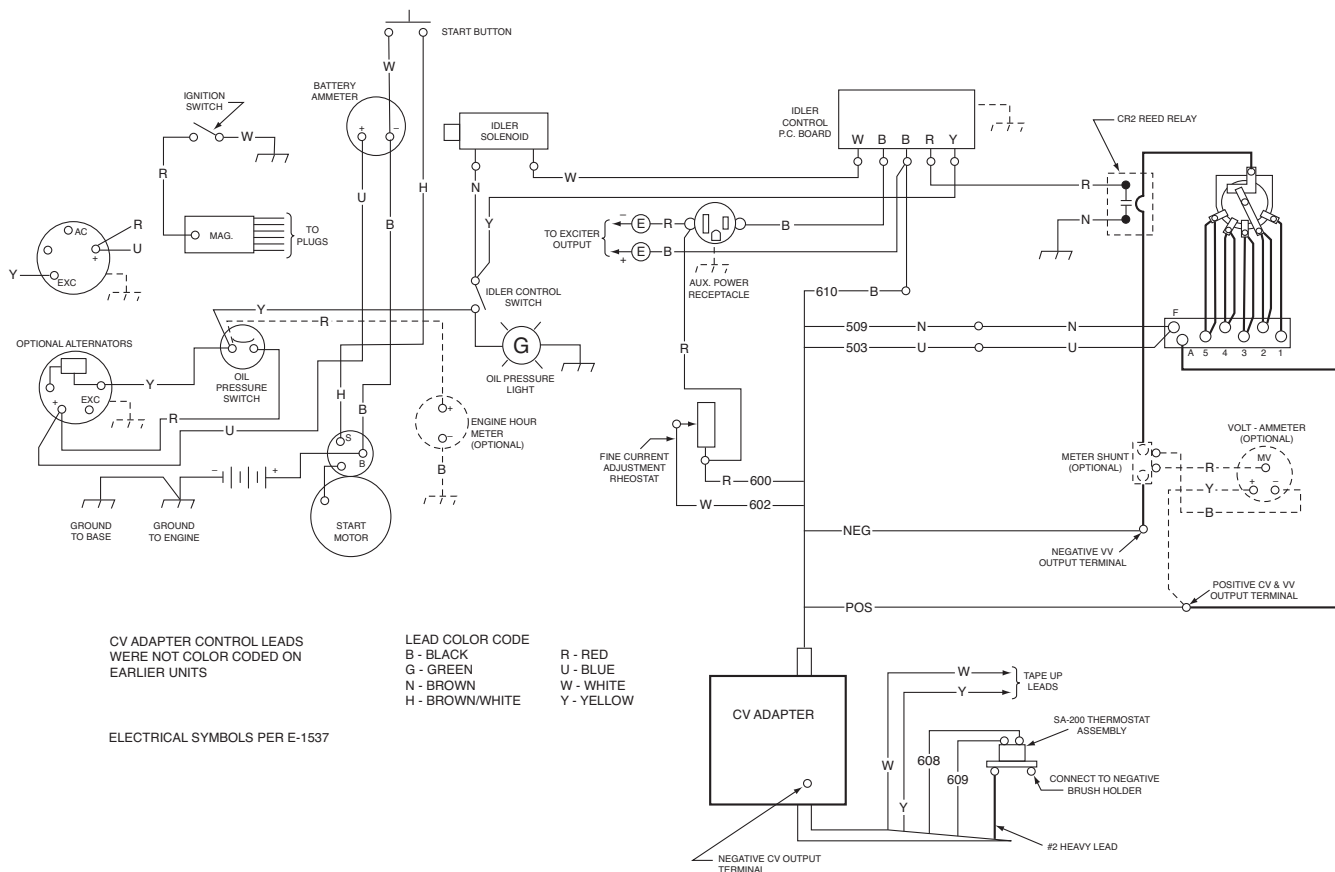 START BUTTON
W
BATTERY
AMMETER
+
−
IGNITION
SWITCH
W
R
MAG.
TO
PLUGS
H
U
B
IDLER
SOLENOID
N
W
Y
IDLER
CONTROL
P.C. BOARD
W B B R Y
CR2 REED RELAY
R
N
AC
R
U
+
Y
EXC
−
E
R
B
TO EXCITER
OUTPUT
E
B
+
AUX. POWER
RECEPTACLE
IDLER CONTROL
SWITCH
610
B
F
509
N
N
503
U
U
A 5 4 3 2 1
Y
R
G
OIL PRESSURE
LIGHT
OPTIONAL ALTERNATORS
OIL
PRESSURE
SWITCH
Y
EXC
+
R
U
H
B
S
B
−
+
START
MOTOR
GROUND
TO BASE
GROUND
TO ENGINE
+
−
ENGINE HOUR
METER
(OPTIONAL)
B
R
FINE CURRENT
ADJUSTMENT
RHEOSTAT
R
600
W
602
METER SHUNT
(OPTIONAL)
VOLT - AMMETER
(OPTIONAL)
MV
R
Y
+
−
B
NEG
NEGATIVE VV
OUTPUT TERMINAL
POS
POSITIVE CV & VV
OUTPUT TERMINAL
CV ADAPTER CONTROL LEADS
WERE NOT COLOR CODED ON
EARLIER UNITS
LEAD COLOR CODE
B - BLACK
G - GREEN
N - BROWN
H - BROWN/WHITE
R - RED
U - BLUE
W - WHITE
Y - YELLOW
ELECTRICAL SYMBOLS PER E-1537
CV ADAPTER
W
Y
TAPE UP
LEADS
SA-200 THERMOSTAT
ASSEMBLY
W
Y
608
609
CONNECT TO NEGATIVE
BRUSH HOLDER
#2 HEAVY LEAD
NEGATIVE CV OUTPUT
TERMINAL